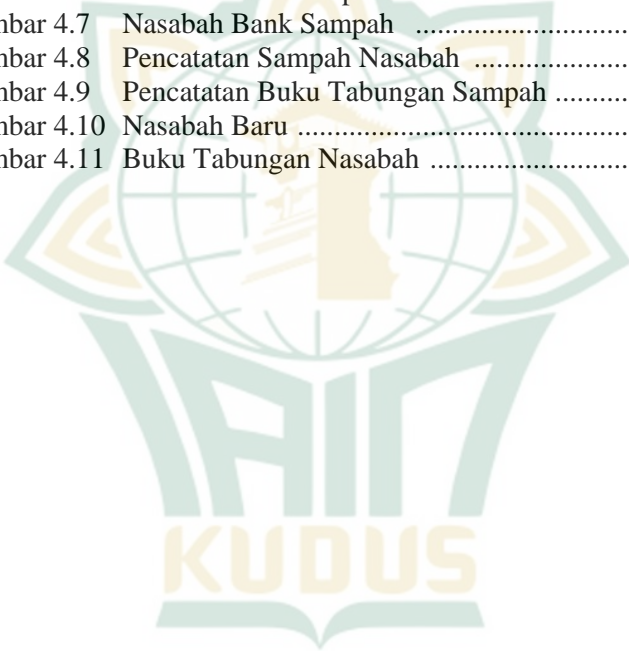 mbar 4.7 Nasabah Bank Sampah ..............................
mbar 4.8 Pencatatan Sampah Nasabah .....................
mbar 4.9 Pencatatan Buku Tabungan Sampah ..........
mbar 4.10 Nasabah Baru .............................................
mbar 4.11 Buku Tabungan Nasabah ...........................
IAIN
KUDUS